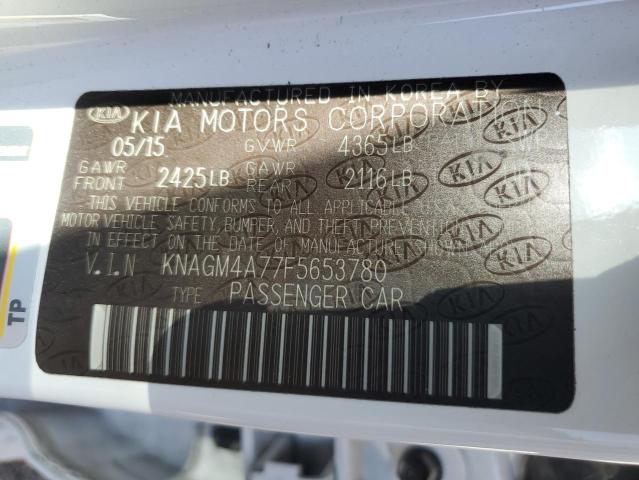 MANUFACTURED IN KOREA BY
KIA KIA MOTORS CORPORATION
05/15 GVWR 4365LB
GAWR FRONT 2425LB GAWR REAR 2116LB
THIS VEHICLE CONFORMS TO ALL APPLICABLE U.S.
MOTOR VEHICLE SAFETY, BUMPER, AND THEFT PREVENTION
IN EFFECT ON THE DATE OF MANUFACTURE SHOWN
V.I.N KNAGM4A77F5653780
TYPE PASSENGER CAR
TP